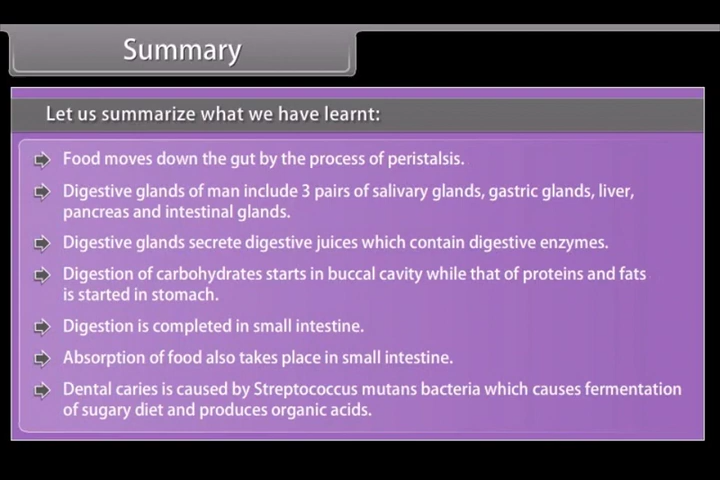 Summary
Let us summarize what we have learnt:
Food moves down the gut by the process of peristalsis.
Digestive glands of man include 3 pairs of salivary glands, gastric glands, liver,
pancreas and intestinal glands.
Digestive glands secrete digestive juices which contain digestive enzymes.
Digestion of carbohydrates starts in buccal cavity while that of proteins and fats
is started in stomach.
Digestion is completed in small intestine.
Absorption of food also takes place in small intestine.
Dental caries is caused by Streptococcus mutans bacteria which causes fermentation
of sugary diet and produces organic acids.